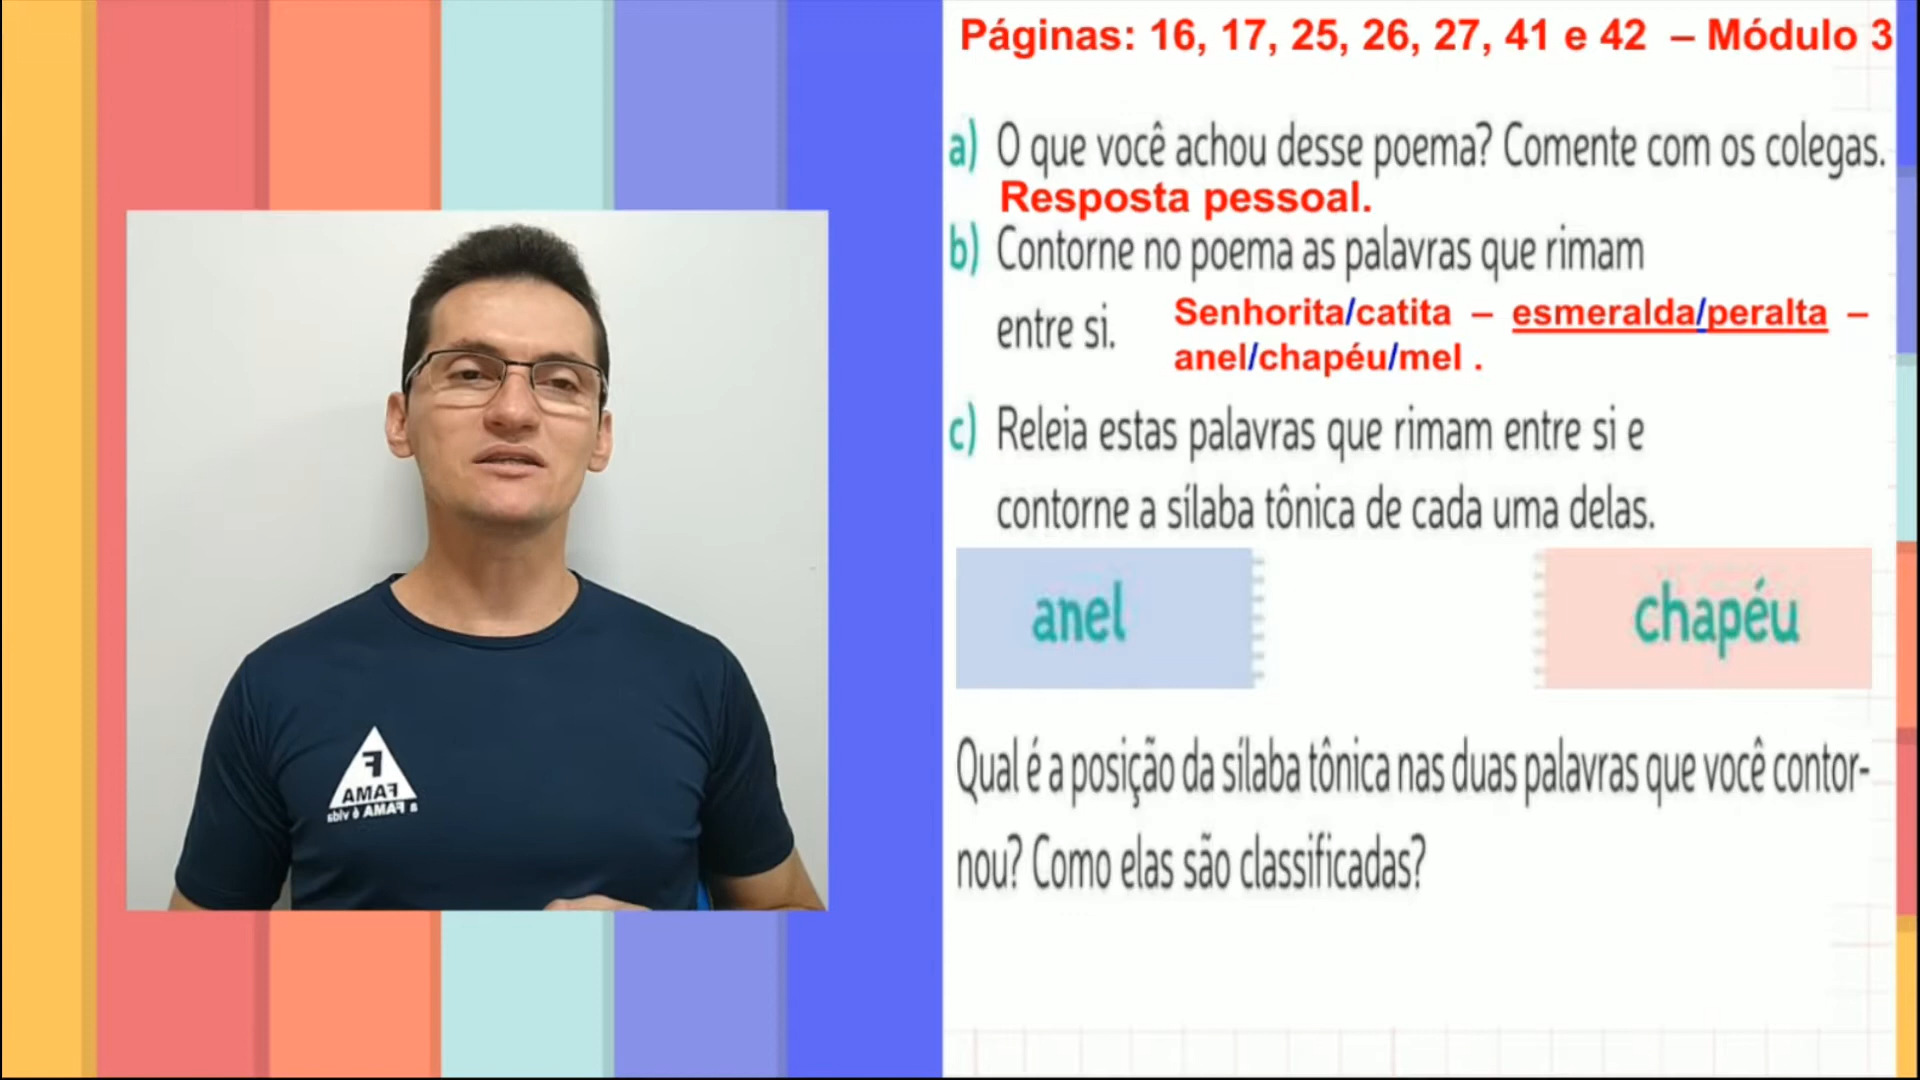 Páginas: 16, 17, 25, 26, 27, 41 e 42 – Módulo 3
a) O que você achou desse poema? Comente com os colegas.
Resposta pessoal.
b) Contorne no poema as palavras que rimam
entre si.
Senhorita/catita – esmeralda/peralta –
anel/chapéu/mel .
c) Releia estas palavras que rimam entre si e
contorne a sílaba tônica de cada uma delas.
anel
chapéu
Qual é a posição da sílaba tônica nas duas palavras que você contor-
nou? Como elas são classificadas?
F
FAMA
a FAMA é vida